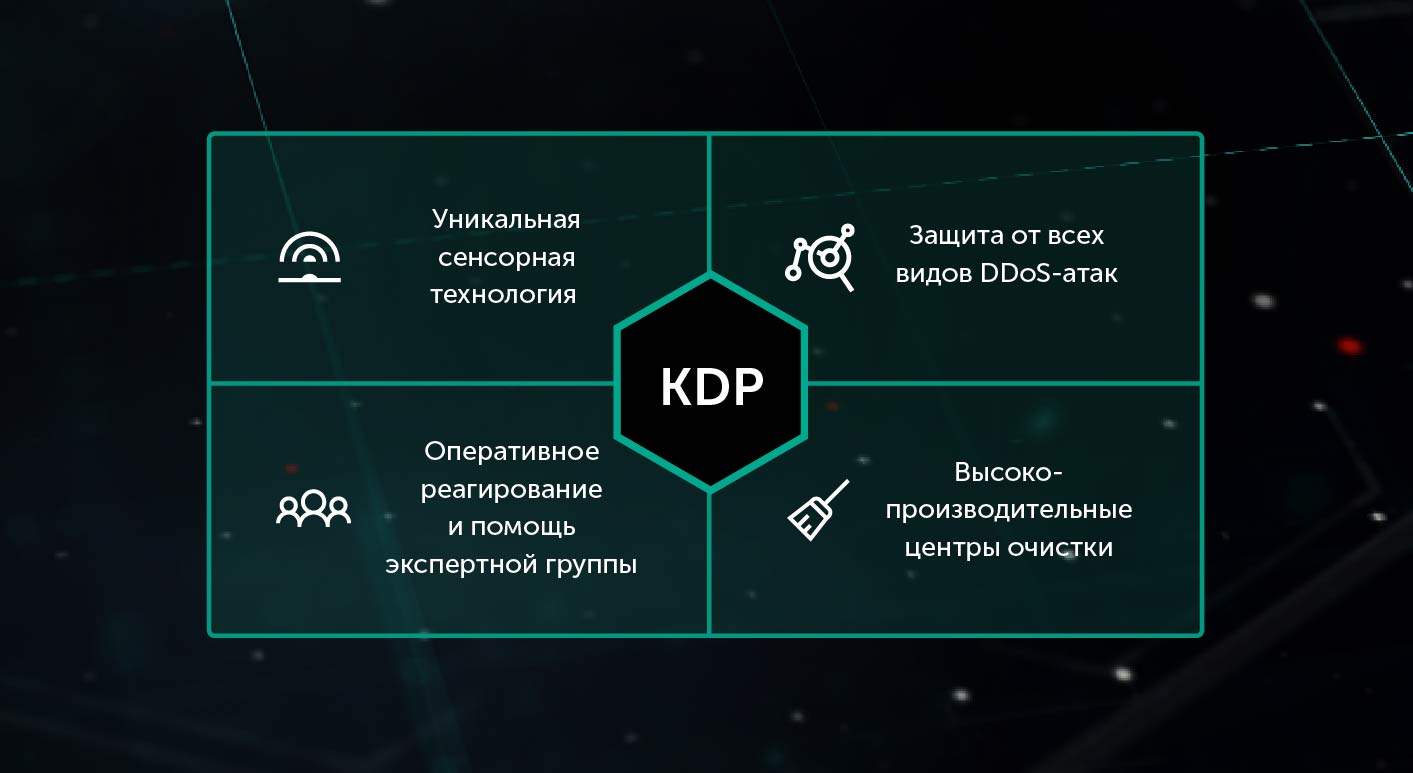 Уникальная
сенсорная
технология
Защита от всех
видов DDoS-атак
KDP
Оперативное
реагирование
и помощь
экспертной группы
Высоко-
производительные
центры очистки